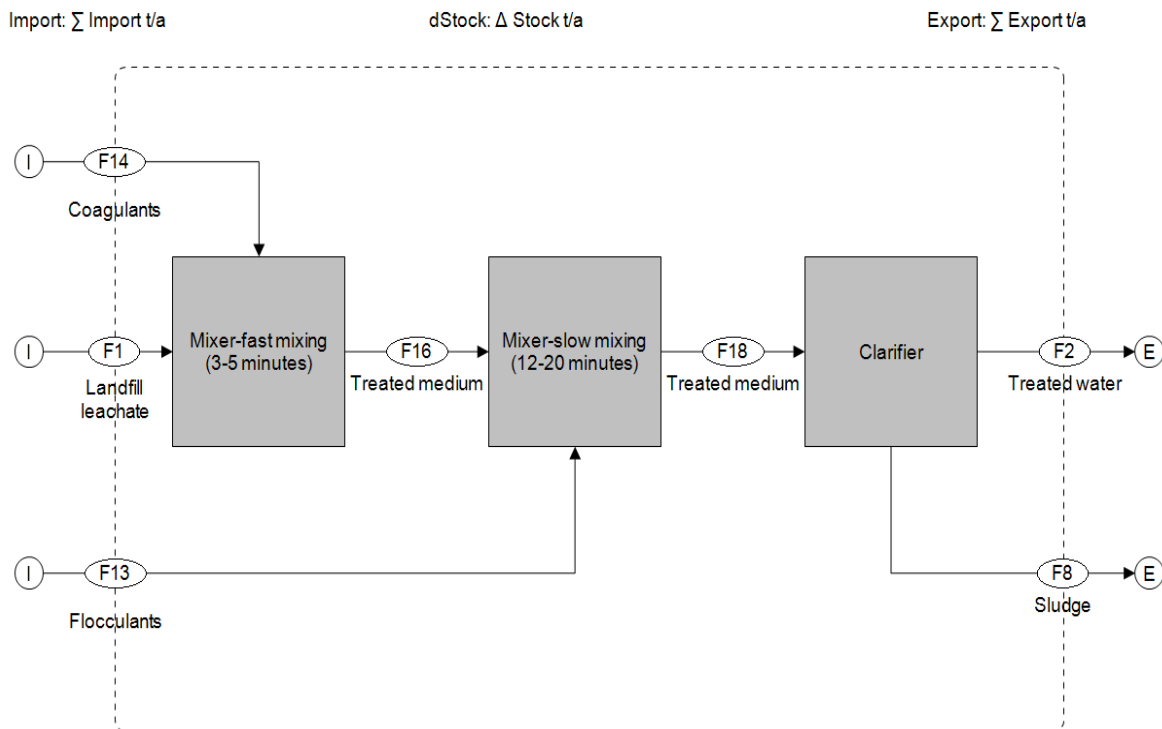 Import: ∑ Import t/a
dStock: Δ Stock t/a
Export: ∑ Export t/a
I
F14
Coagulants
Mixer-fast mixing
(3-5 minutes)
Mixer-slow mixing
(12-20 minutes)
Clarifier
I
F1
Landfill
leachate
F16
Treated medium
F18
Treated medium
F2
E
Treated water
I
F13
Flocculants
F8
E
Sludge